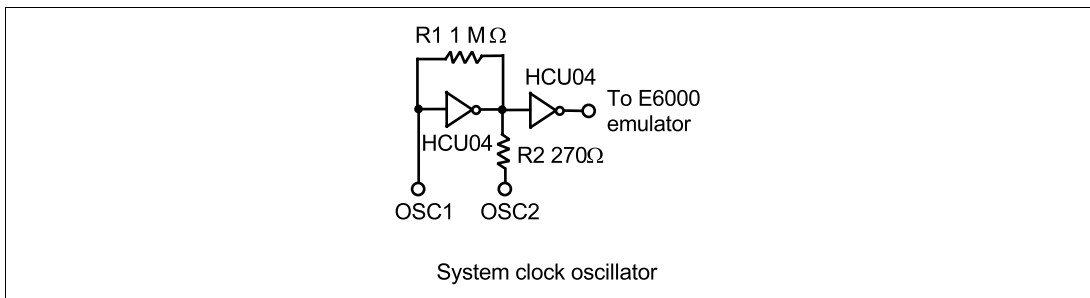 R1 1 MΩ
HCU04
To E6000
emulator
HCU04
R2 270Ω
OSC1 OSC2
System clock oscillator